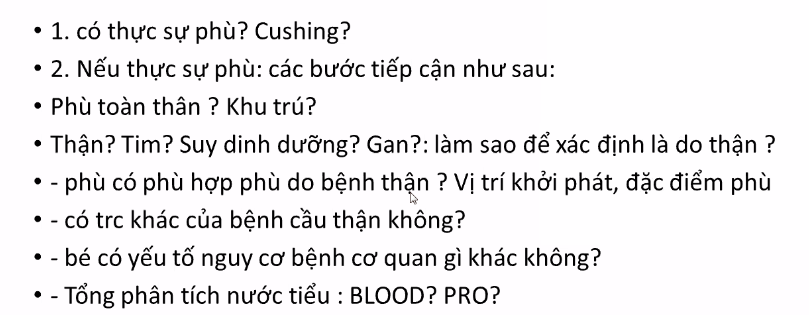 • 1. có thực sự phù? Cushing?
• 2. Nếu thực sự phù: các bước tiếp cận như sau:
• Phù toàn thân ? Khu trú?
• Thận? Tim? Suy dinh dưỡng? Gan?: làm sao để xác định là do thận ?
• - phù có phù hợp phù do bệnh thận ? Vị trí khởi phát, đặc điểm phù
• - có trc khác của bệnh cầu thận không?
• - bé có yếu tố nguy cơ bệnh cơ quan gì khác không?
• - Tổng phân tích nước tiểu : BLOOD? PRO?